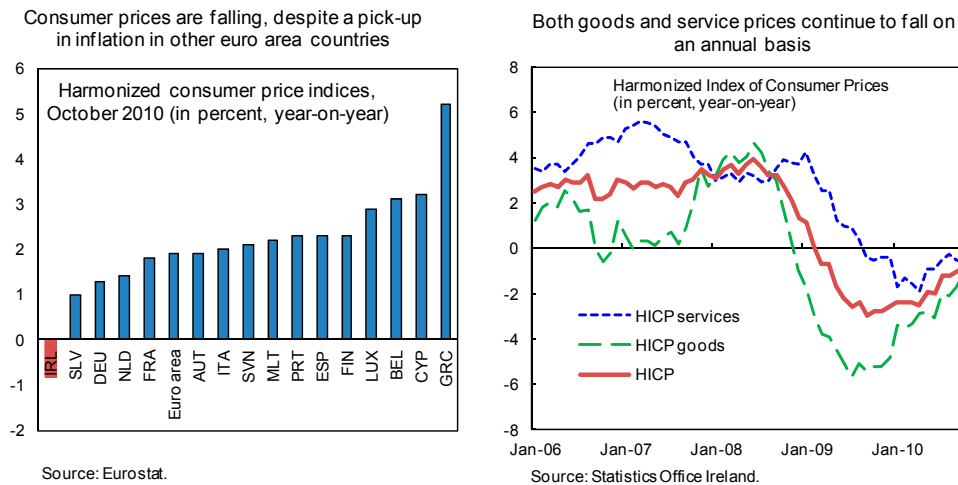 Consumer prices are falling, despite a pick-up
in inflation in other euro area countries
6
5
4
3
2
1
0
-1
-2
Harmonized consumer price indices,
October 2010 (in percent, year-on-year)
IRL
SLV
DEU
NLD
FRA
Euro area
AUT
ITA
SVN
MLT
PRT
ESP
FIN
LUX
BEL
CYP
GRC
Source: Eurostat.
Both goods and service prices continue to fall on
an annual basis
8
6
4
2
0
-2
-4
-6
-8
Harmonized Index of Consumer Prices
(in percent, year-on-year)
HICP services
HICP goods
HICP
Jan-06
Jan-07
Jan-08
Jan-09
Jan-10
Source: Statistics Office Ireland.